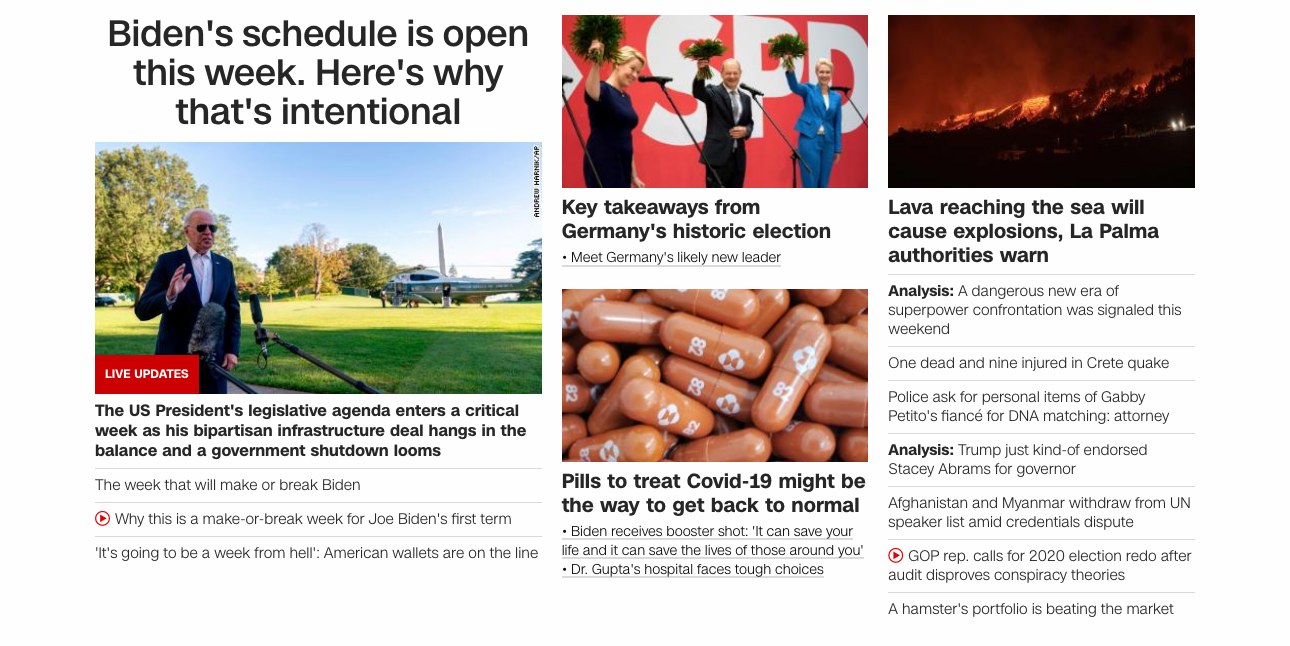 Biden's schedule is open
this week. Here's why
that's intentional
ANDREW HARNIK/AP
LIVE UPDATES
The US President's legislative agenda enters a critical
week as his bipartisan infrastructure deal hangs in the
balance and a government shutdown looms
The week that will make or break Biden
Why this is a make-or-break week for Joe Biden's first term
'It's going to be a week from hell': American wallets are on the line
SPD
Key takeaways from
Germany's historic election
• Meet Germany's likely new leader
82
82
82
82
82
Pills to treat Covid-19 might be
the way to get back to normal
• Biden receives booster shot: 'It can save your
life and it can save the lives of those around you'
• Dr. Gupta's hospital faces tough choices
Lava reaching the sea will
cause explosions, La Palma
authorities warn
Analysis: A dangerous new era of
superpower confrontation was signaled this
weekend
One dead and nine injured in Crete quake
Police ask for personal items of Gabby
Petito's fiancé for DNA matching: attorney
Analysis: Trump just kind-of endorsed
Stacey Abrams for governor
Afghanistan and Myanmar withdraw from UN
speaker list amid credentials dispute
GOP rep. calls for 2020 election redo after
audit disproves conspiracy theories
A hamster's portfolio is beating the market